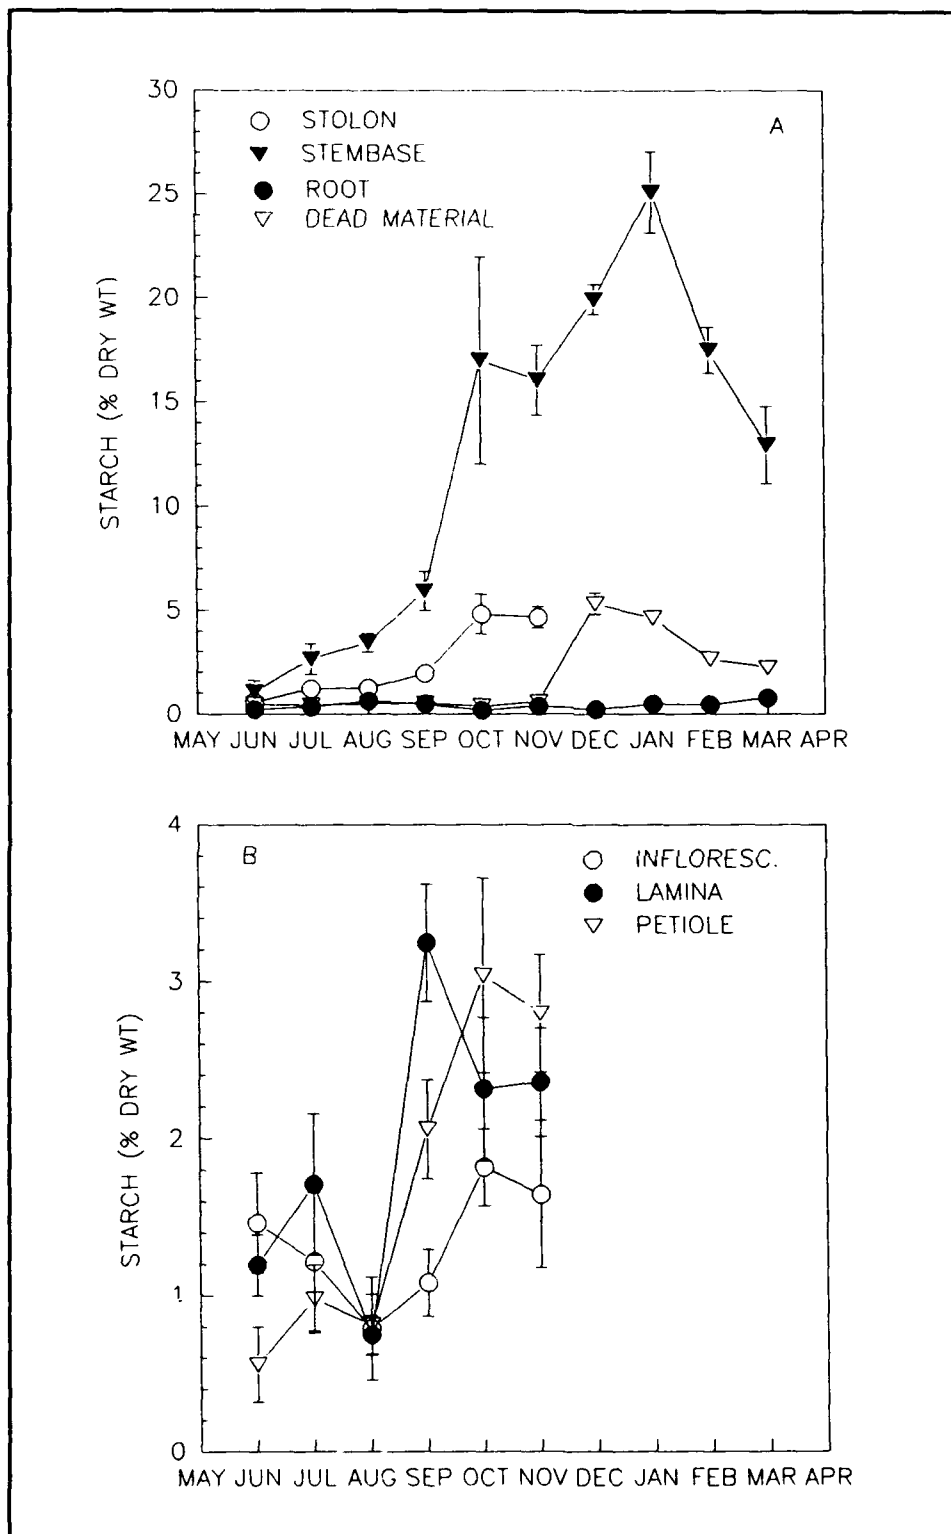 30
A
STOLON
STEMBASE
ROOT
DEAD MATERIAL
25
20
15
10
5
0
STARCH (% DRY WT)
MAY JUN JUL AUG SEP OCT NOV DEC JAN FEB MAR APR
4
B
INFLORESC.
LAMINA
PETIOLE
3
2
1
0
STARCH (% DRY WT)
MAY JUN JUL AUG SEP OCT NOV DEC JAN FEB MAR APR